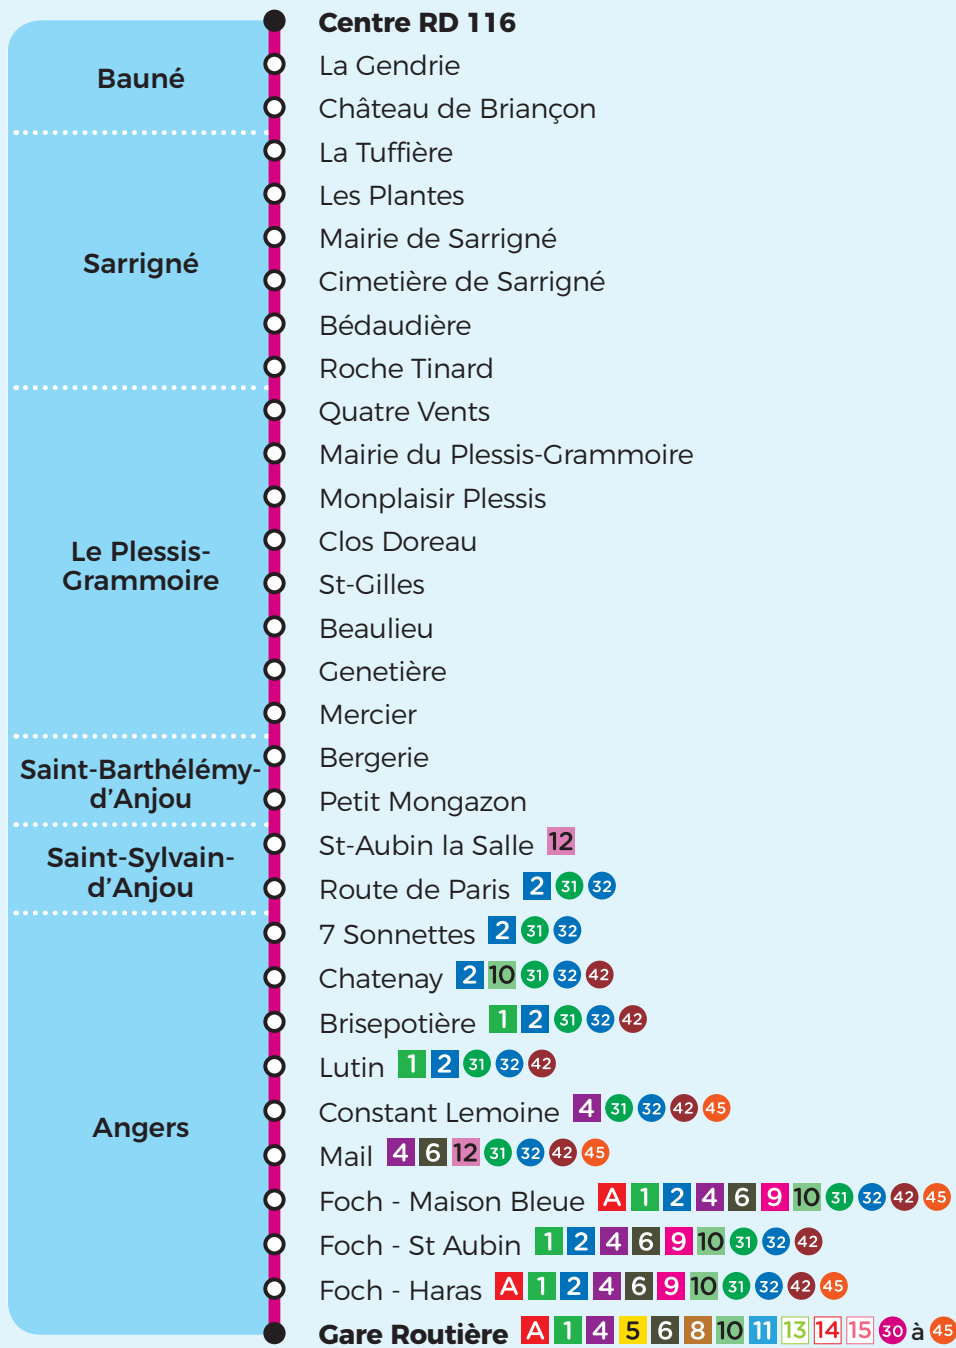 Centre RD 116
Bauné
La Gendrie
Château de Briançon
La Tuffière
Les Plantes
Mairie de Sarrigné
Sarrigné
Cimetière de Sarrigné
Bédaudière
Roche Tinard
Quatre Vents
Mairie du Plessis-Grammoire
Monplaisir Plessis
Clos Doreau
Le Plessis-
Grammoire
St-Gilles
Beaulieu
Genetière
Mercier
Bergerie
Saint-Barthélémy-
d'Anjou
Petit Mongazon
St-Aubin la Salle 12
Saint-Sylvain-
d'Anjou
Route de Paris 2 31 32
7 Sonnettes 2 31 32
Chatenay 2 10 31 32 42
Brisepotière 1 2 31 32 42
Lutin 1 2 31 32 42
Constant Lemoine 4 31 32 42 45
Angers
Mail 4 6 12 31 32 42 45
Foch - Maison Bleue A 1 2 4 6 9 10 31 32 42 45
Foch - St Aubin 1 2 4 6 9 10 31 32 42
Foch - Haras A 1 2 4 6 9 10 31 32 42 45
Gare Routière A 1 4 5 6 8 10 11 13 14 15 30 à 45